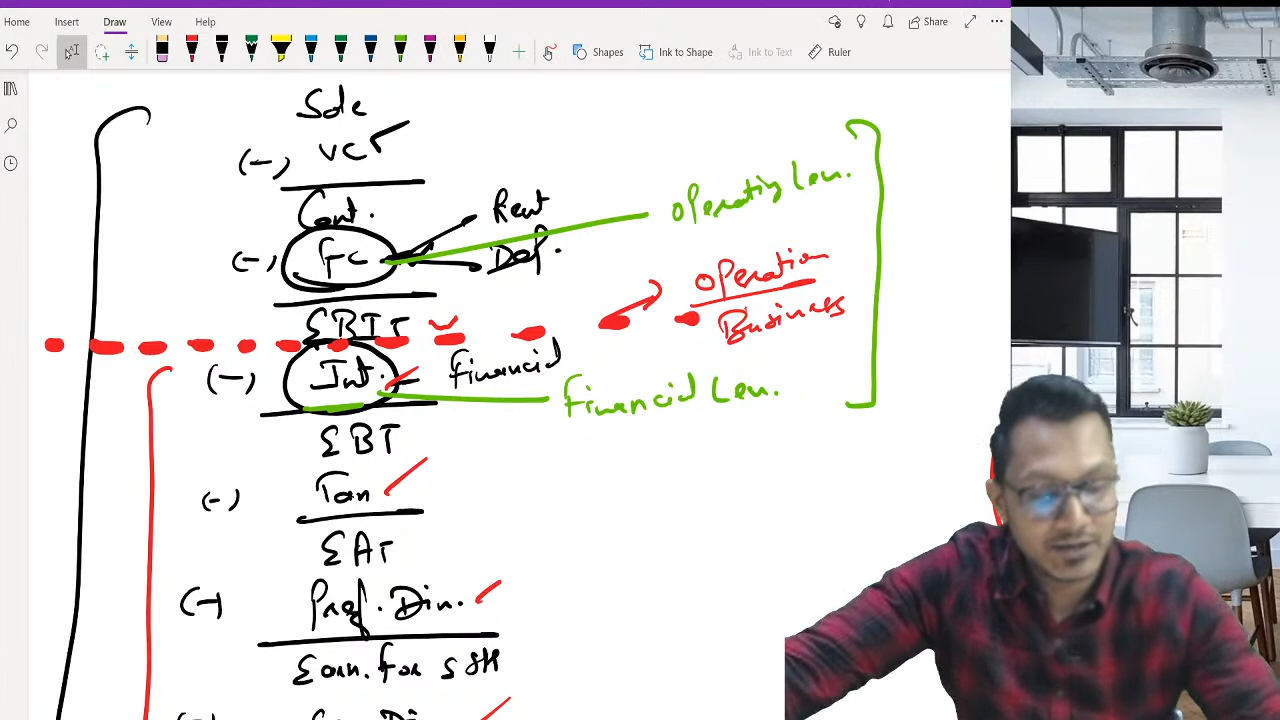 Home Insert Draw View Help Share
Shapes Ink to Shape Ink to Text Ruler
Sale
(-) VC
Cont.
(-) FC Rent
Dep.
Operating Lev.
EBIT
Operation
Business
(-) Int. Financial
Financial Lev.
EBT
(-) Tax
EAT
(-) Pref. Div.
Earn. for ESH